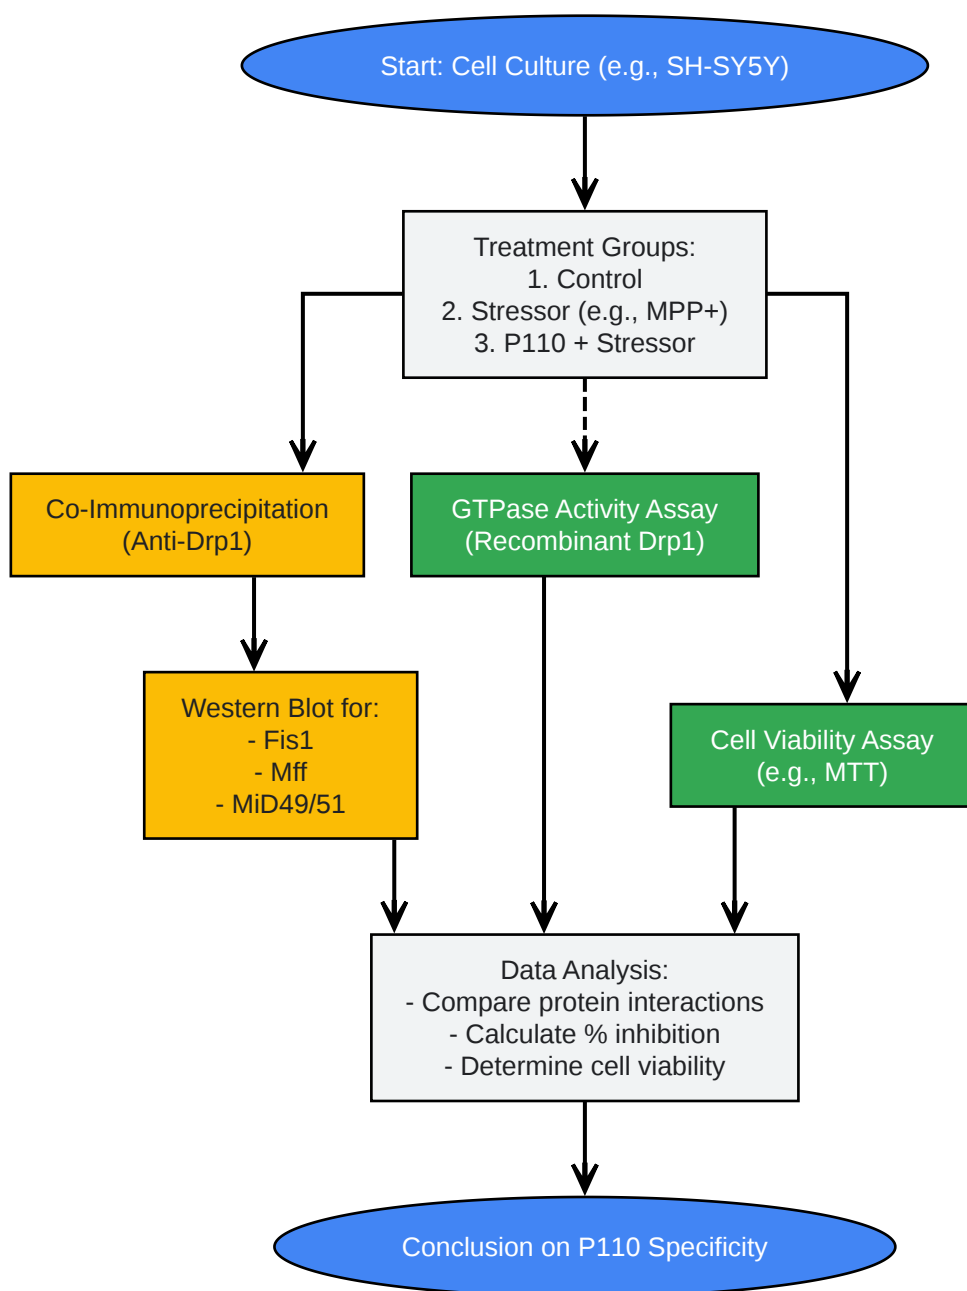 Start: Cell Culture (e.g., SH-SY5Y)
Treatment Groups:
1. Control
2. Stressor (e.g., MPP+)
3. P110 + Stressor
Co-Immunoprecipitation
(Anti-Drp1)
GTPase Activity Assay
(Recombinant Drp1)
Western Blot for:
- Fis1
- Mff
- MiD49/51
Cell Viability Assay
(e.g., MTT)
Data Analysis:
- Compare protein interactions
- Calculate % inhibition
- Determine cell viability
Conclusion on P110 Specificity